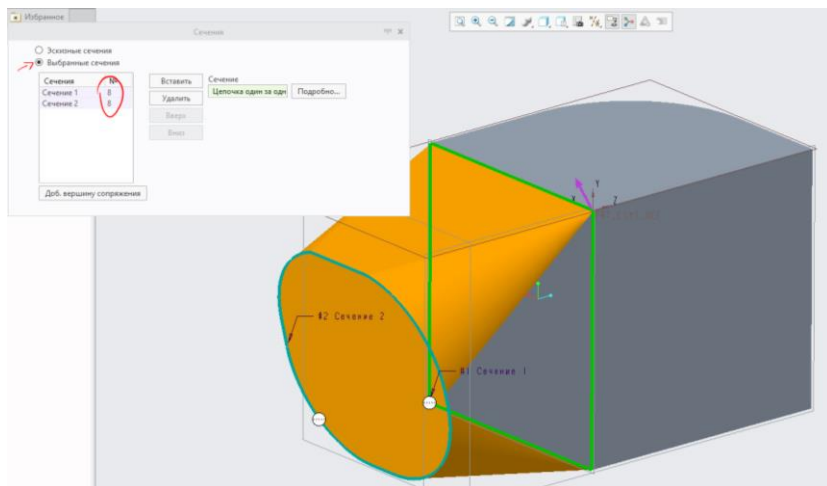 Избранное
Сечения
Эскизные сечения
Выбранные сечения
Сечения №
Сечение 1 8
Сечение 2 8
Вставить
Удалить
Вверх
Вниз
Сечение
Цепочка один за одн
Подробно...
Доб. вершину сопряжения
X
Y
Z
#2 Сечение 2
#1 Сечение 1